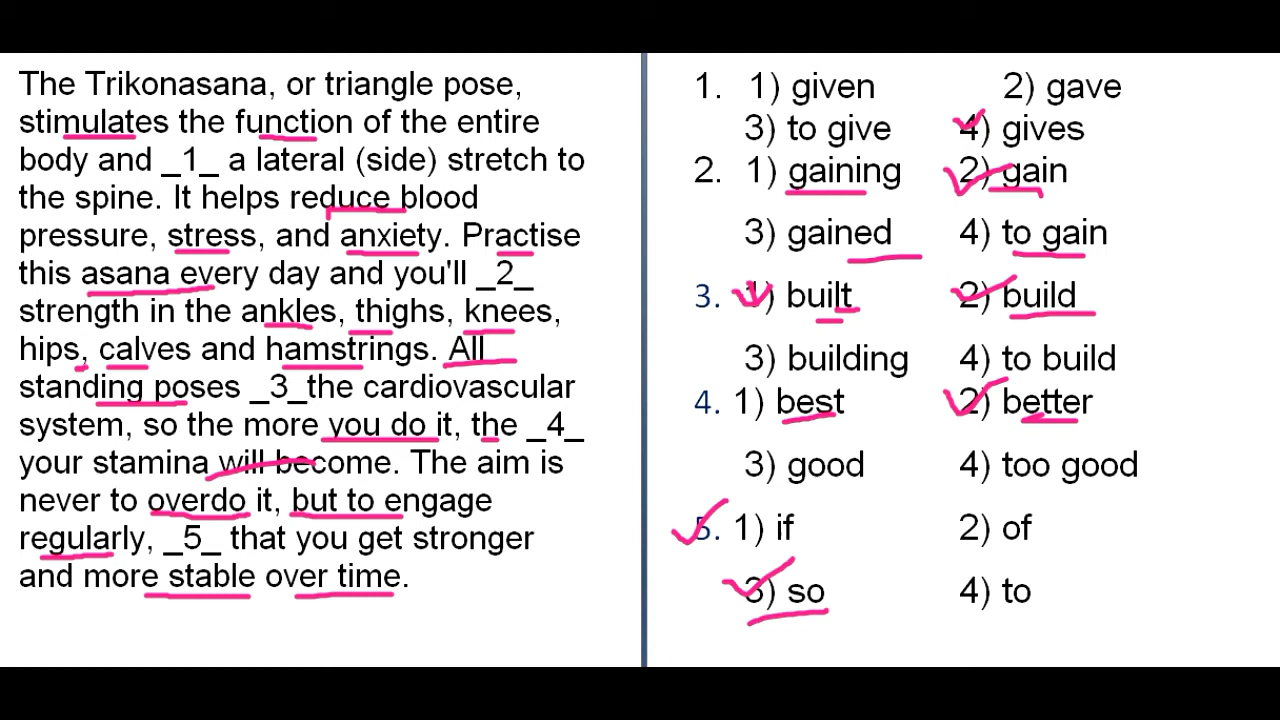 The Trikonasana, or triangle pose,
stimulates the function of the entire
body and _1_ a lateral (side) stretch to
the spine. It helps reduce blood
pressure, stress, and anxiety. Practise
this asana every day and you'll _2_
strength in the ankles, thighs, knees,
hips, calves and hamstrings. All
standing poses _3_the cardiovascular
system, so the more you do it, the _4_
your stamina will become. The aim is
never to overdo it, but to engage
regularly, _5_ that you get stronger
and more stable over time.
1. 1) given 2) gave
3) to give 4) gives
2. 1) gaining 2) gain
3) gained 4) to gain
3. 1) built 2) build
3) building 4) to build
4. 1) best 2) better
3) good 4) too good
5. 1) if 2) of
3) so 4) to